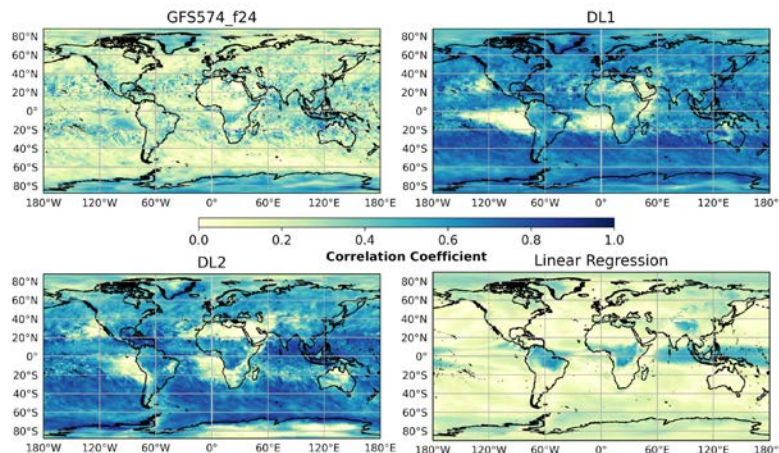 GFS574_f24
DL1
80°N
60°N
40°N
20°N
0°
20°S
40°S
60°S
80°S
80°N
60°N
40°N
20°N
0°
20°S
40°S
60°S
80°S
180°W 120°W 60°W 0° 60°E 120°E 180°E
180°W 120°W 60°W 0° 60°E 120°E 180°
0.0 0.2 0.4 0.6 0.8 1.0
Correlation Coefficient
DL2
Linear Regression
80°N
60°N
40°N
20°N
0°
20°S
40°S
60°S
80°S
80°N
60°N
40°N
20°N
0°
20°S
40°S
60°S
80°S
180°W 120°W 60°W 0° 60°E 120°E 180°E
180°W 120°W 60°W 0° 60°E 120°E 180°